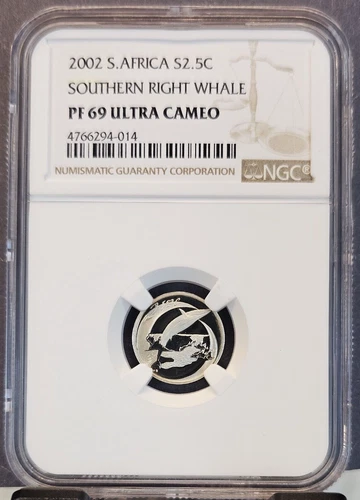 2002 S.AFRICA S2.5C
SOUTHERN RIGHT WHALE
PF 69 ULTRA CAMEO
4766294-014
NUMISMATIC GUARANTY CORPORATION
NGC